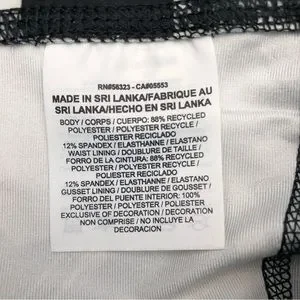 RN#56323 - CA#05553
MADE IN SRI LANKA/FABRIQUE AU
SRI LANKA/HECHO EN SRI LANKA
BODY / CORPS / CUERPO: 88% RECYCLED
POLYESTER / POLYESTER RECYCLE /
POLIESTER RECICLADO
12% SPANDEX / ELASTHANNE / ELASTANO
WAIST LINING / DOUBLURE DE TAILLE /
FORRO DE LA CINTURA: 88% RECYCLED
POLYESTER / POLYESTER RECYCLE /
POLIESTER RECICLADO
12% SPANDEX / ELASTHANNE / ELASTANO
GUSSET LINING / DOUBLURE DE GOUSSET /
FORRO DEL PUENTE INTERIOR: 100%
POLYESTER / POLYESTER / POLIESTER
EXCLUSIVE OF DECORATION / DECORATION
NON COMPRISE / NO INCLUYE LA
DECORACION